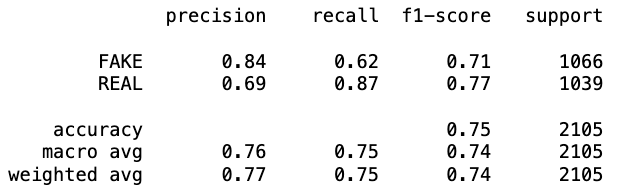 precision recall f1-score support
FAKE 0.84 0.62 0.71 1066
REAL 0.69 0.87 0.77 1039
accuracy 0.75 2105
macro avg 0.76 0.75 0.74 2105
weighted avg 0.77 0.75 0.74 2105